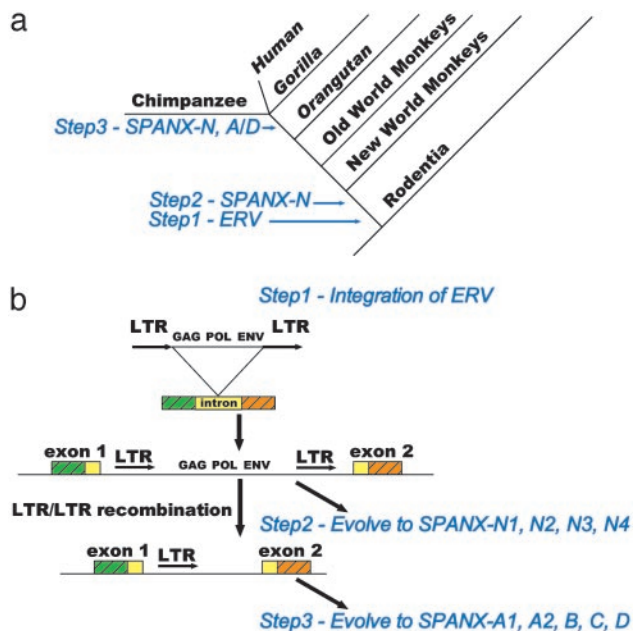 a
Human
Gorilla
Orangutan
Old World Monkeys
New World Monkeys
Rodentia
Chimpanzee
Step3 - SPANX-N, A/D
Step2 - SPANX-N
Step1 - ERV
b
Step1 - Integration of ERV
LTR GAG POL ENV LTR
intron
exon 1 LTR GAG POL ENV LTR exon 2
LTR/LTR recombination
Step2 - Evolve to SPANX-N1, N2, N3, N4
exon 1 LTR exon 2
Step3 - Evolve to SPANX-A1, A2, B, C, D